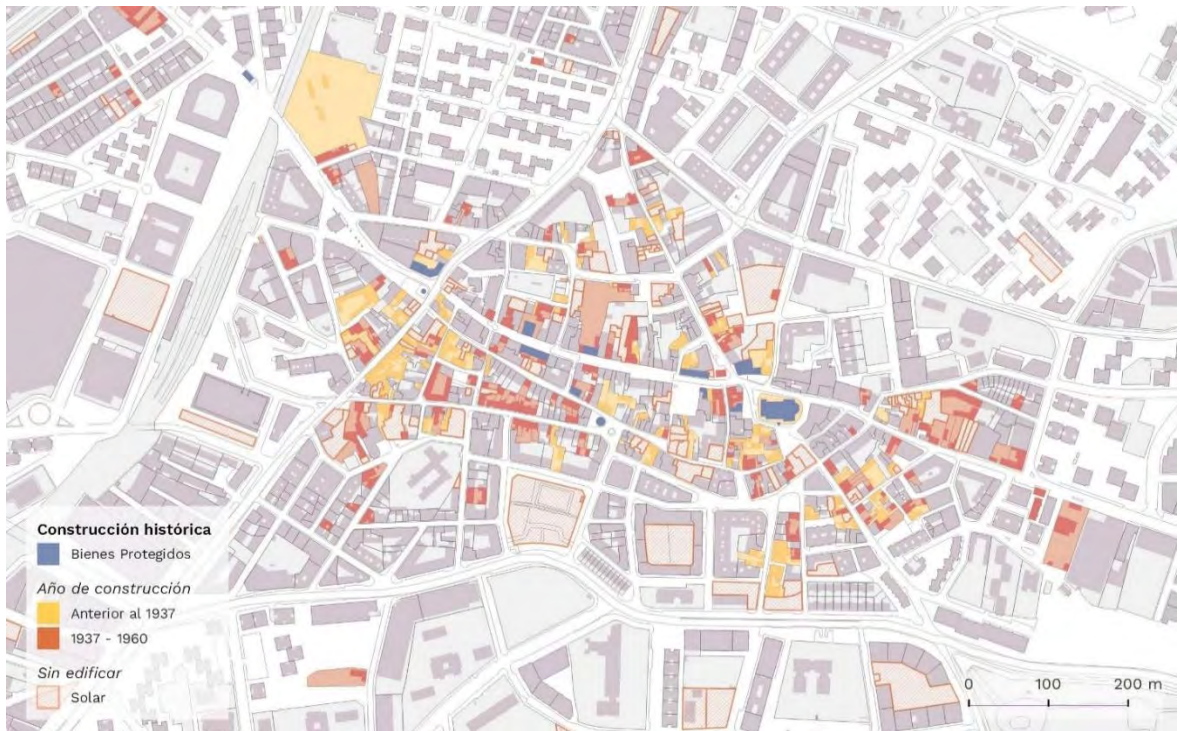 Construcción histórica
Bienes Protegidos
Año de construcción
Anterior al 1937
1937 - 1960
Sin edificar
Solar
0 100 200 m